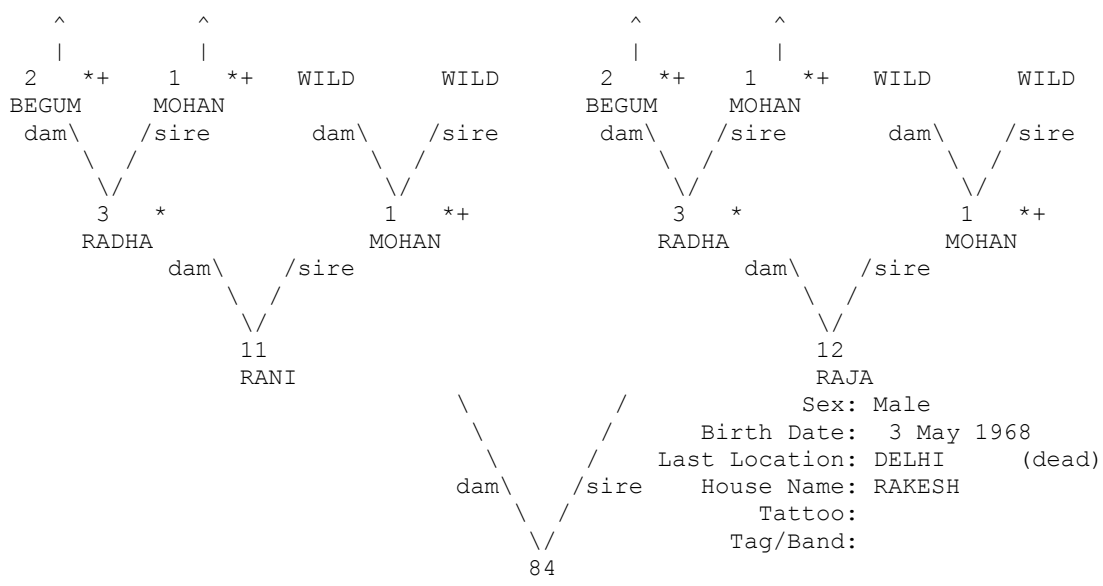 ^ ^ ^ ^
| | | |
2 *+ 1 *+ WILD WILD 2 *+ 1 *+ WILD WILD
BEGUM MOHAN BEGUM MOHAN
dam\ /sire dam\ /sire dam\ /sire dam\ /sire
\ / \ / \ / \ /
\/ \/ \/ \/
3 * 1 *+ 3 * 1 *+
RADHA MOHAN RADHA MOHAN
dam\ /sire dam\ /sire
\ / \ /
\/ \/
11 12
RANI RAJA
\ / Sex: Male
\ / Birth Date: 3 May 1968
\ / Last Location: DELHI (dead)
dam\ /sire House Name: RAKESH
\ / Tattoo:
\/ Tag/Band:
84